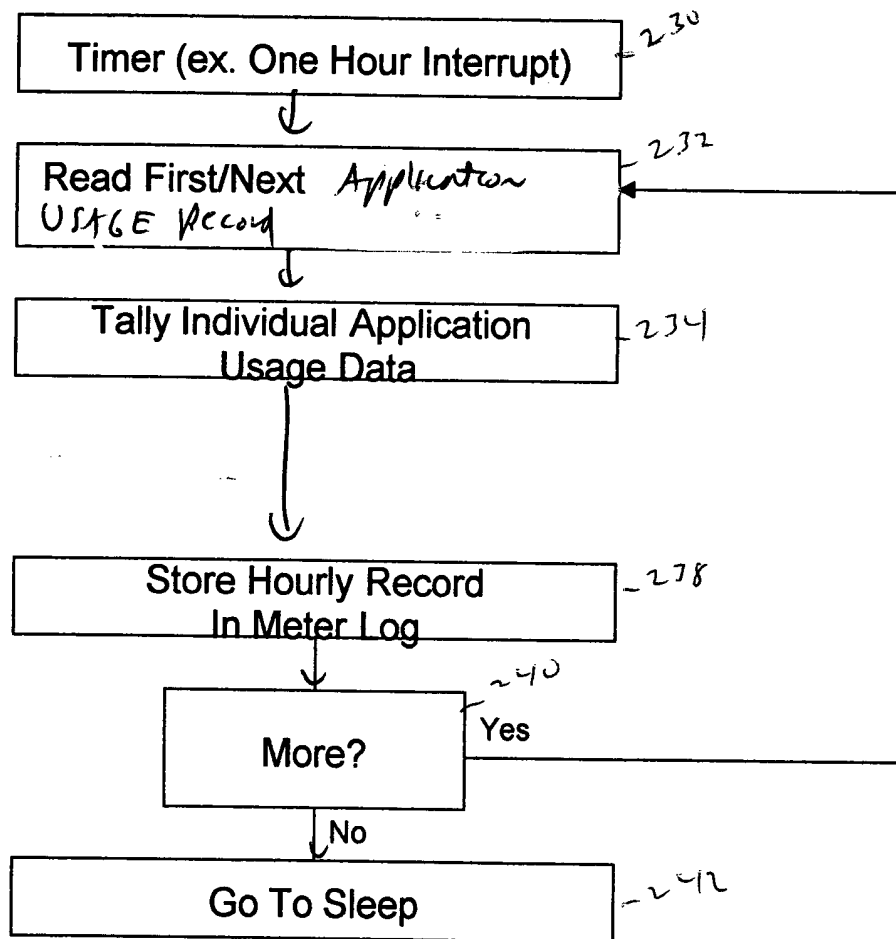 Timer (ex. One Hour Interrupt)
230
Read First/Next Application
232
USAGE Record
Tally Individual Application
234
Usage Data
Store Hourly Record
238
In Meter Log
240
More?
Yes
No
Go To Sleep
242